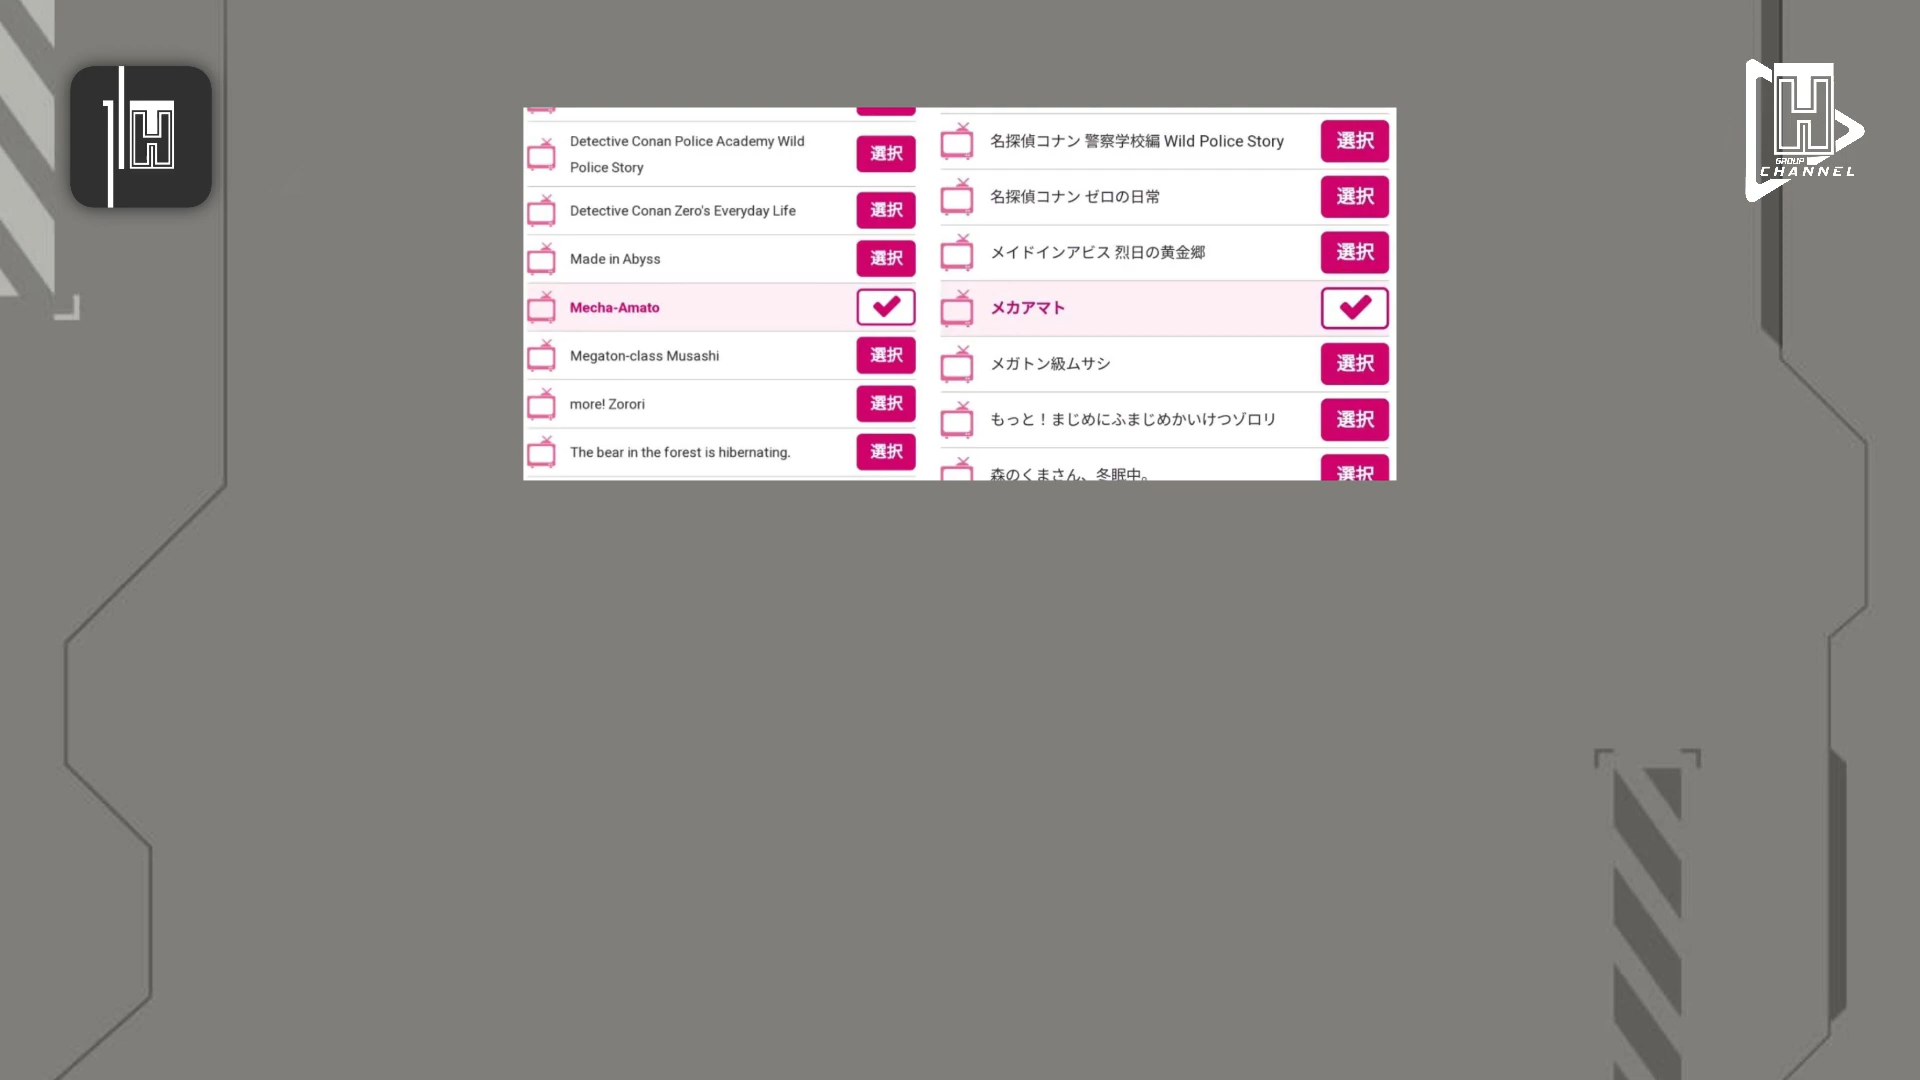 Detective Conan Police Academy Wild
Police Story
選択
Detective Conan Zero's Everyday Life
選択
Made in Abyss
選択
Mecha-Amato
Megaton-class Musashi
選択
more! Zorori
選択
The bear in the forest is hibernating.
選択
名探偵コナン 警察学校編 Wild Police Story
選択
名探偵コナン ゼロの日常
選択
メイドインアビス 烈日の黄金郷
選択
メカアマト
メガトン級ムサシ
選択
もっと！まじめにふまじめかいけつゾロリ
選択
森のくまさん、冬眠中。
選択
H
GROUP
CHANNEL